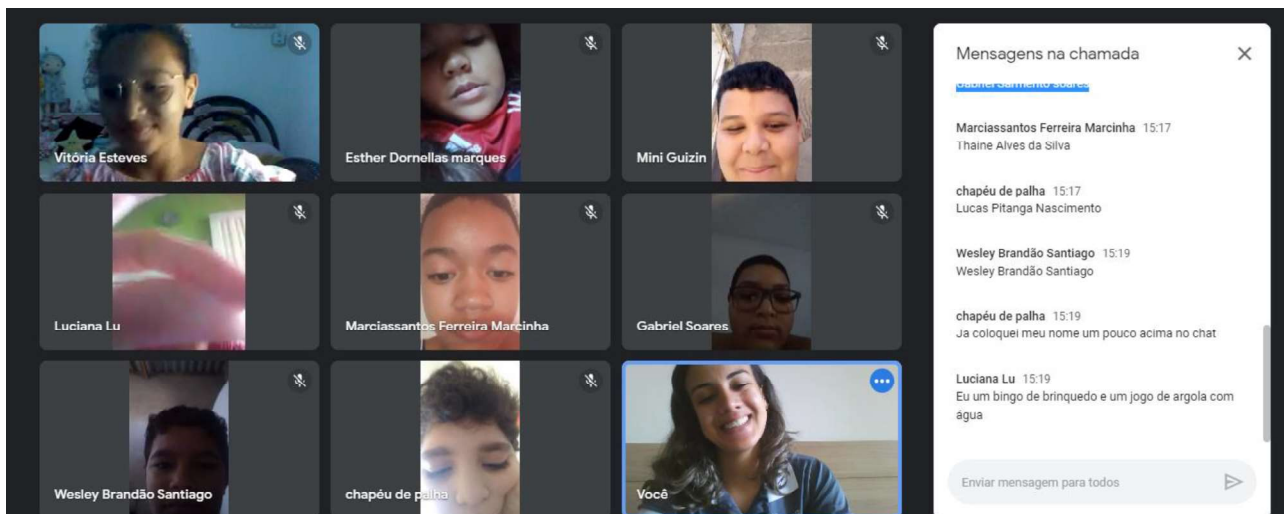 Vitória Esteves
Esther Dornellas marques
Mini Guizin
Luciana Lu
Marciassantos Ferreira Marcinha
Gabriel Soares
Wesley Brandão Santiago
chapéu de palha
Você
Mensagens na chamada
Gabriel Sarmento soares
Marciassantos Ferreira Marcinha 15:17
Thaine Alves da Silva
chapéu de palha 15:17
Lucas Pitanga Nascimento
Wesley Brandão Santiago 15:19
Wesley Brandão Santiago
chapéu de palha 15:19
Ja coloquei meu nome um pouco acima no chat
Luciana Lu 15:19
Eu um bingo de brinquedo e um jogo de argola com
água
Enviar mensagem para todos